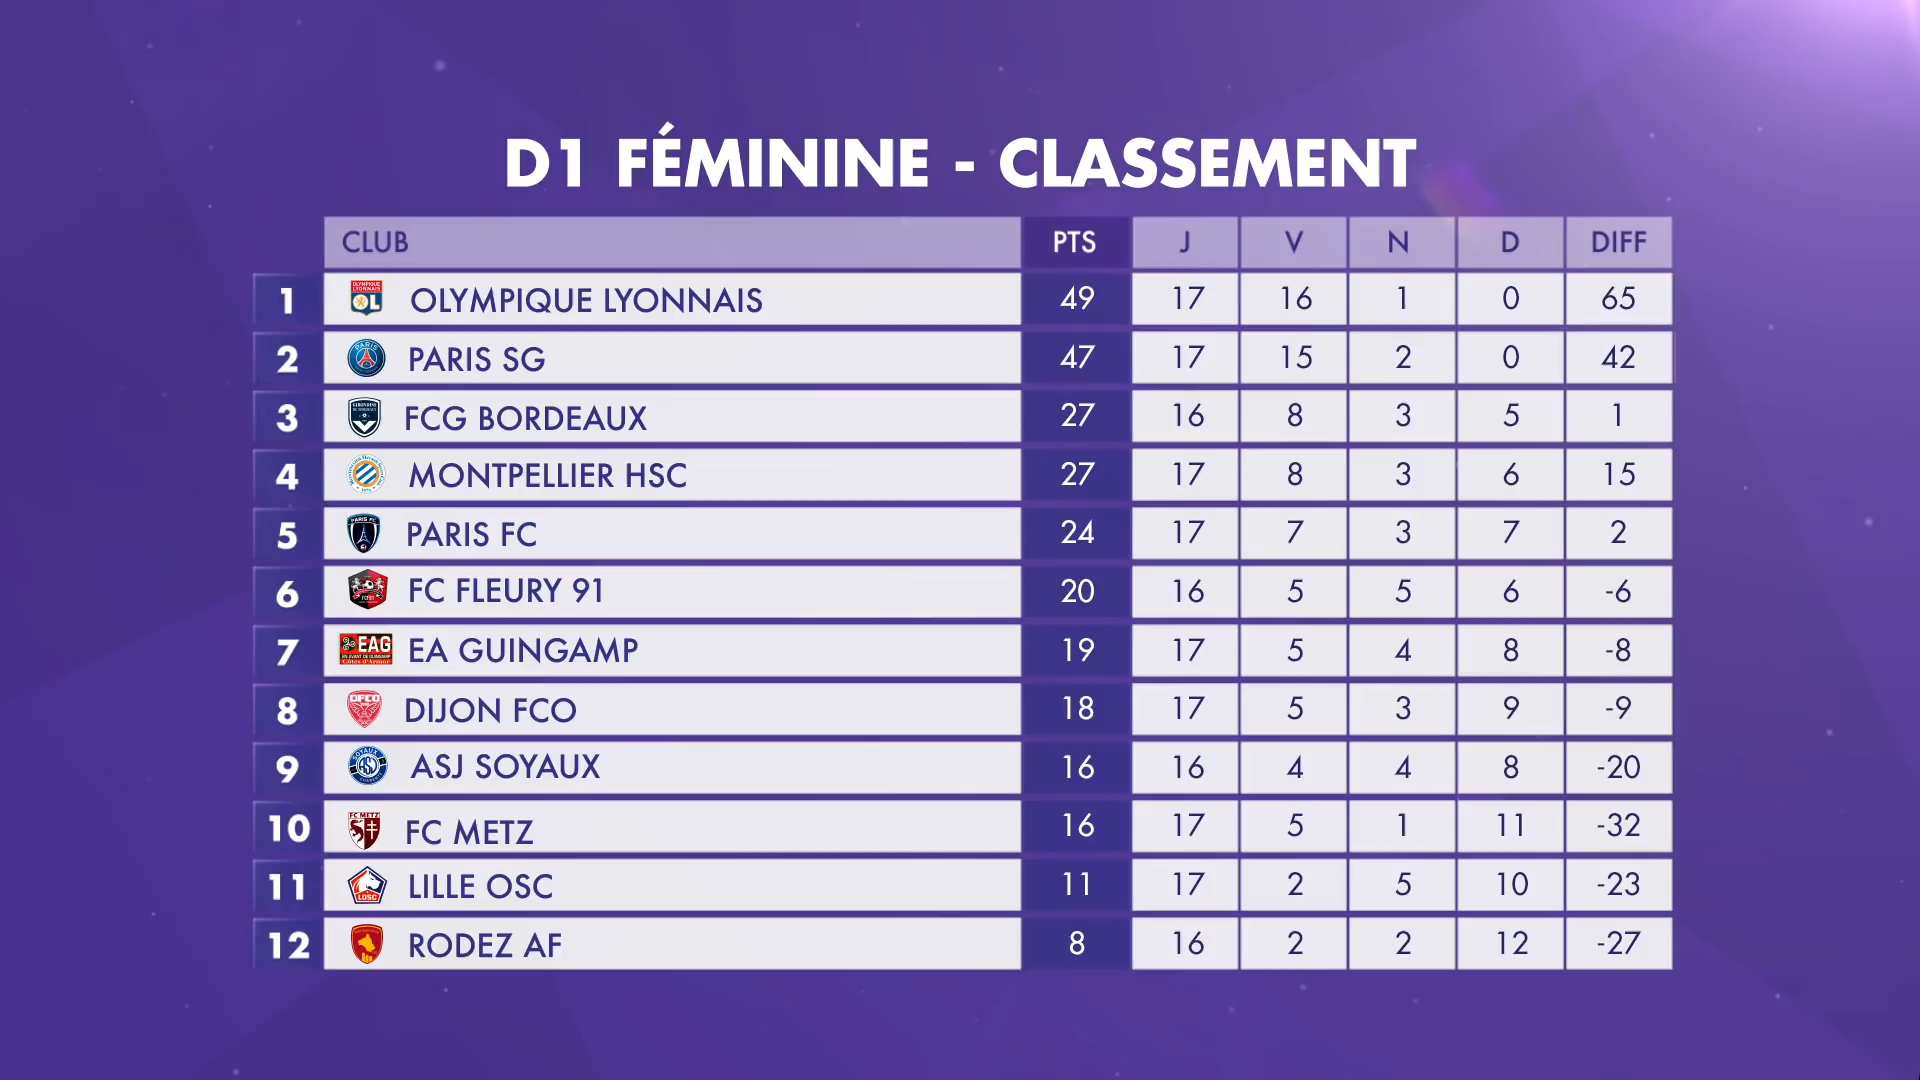 D1 FÉMININE - CLASSEMENT
CLUB PTS J V N D DIFF
1 OLYMPIQUE LYONNAIS 49 17 16 1 0 65
2 PARIS SG 47 17 15 2 0 42
3 FCG BORDEAUX 27 16 8 3 5 1
4 MONTPELLIER HSC 27 17 8 3 6 15
5 PARIS FC 24 17 7 3 7 2
6 FC FLEURY 91 20 16 5 5 6 -6
7 EAG EA GUINGAMP 19 17 5 4 8 -8
8 DFCO DIJON FCO 18 17 5 3 9 -9
9 ASJ SOYAUX 16 16 4 4 8 -20
10 FC METZ FC METZ 16 17 5 1 11 -32
11 LOSC LILLE OSC 11 17 2 5 10 -23
12 RODEZ AF 8 16 2 2 12 -27